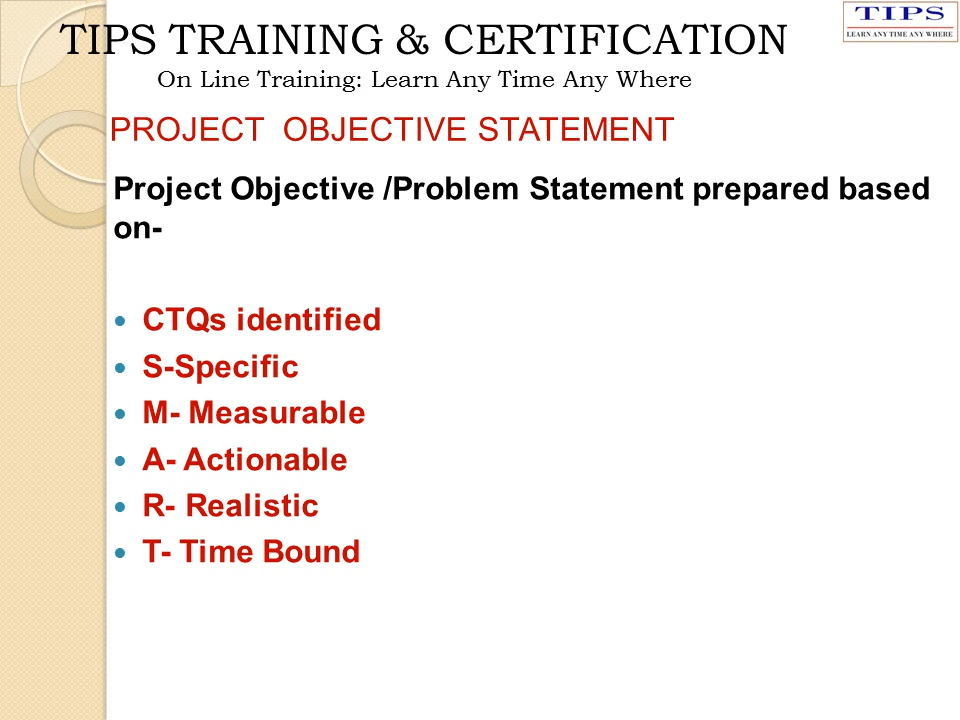 TIPS TRAINING & CERTIFICATION
On Line Training: Learn Any Time Any Where
TIPS
LEARN ANY TIME ANY WHERE
PROJECT OBJECTIVE STATEMENT
Project Objective /Problem Statement prepared based
on-
CTQs identified
S-Specific
M- Measurable
A- Actionable
R- Realistic
T- Time Bound